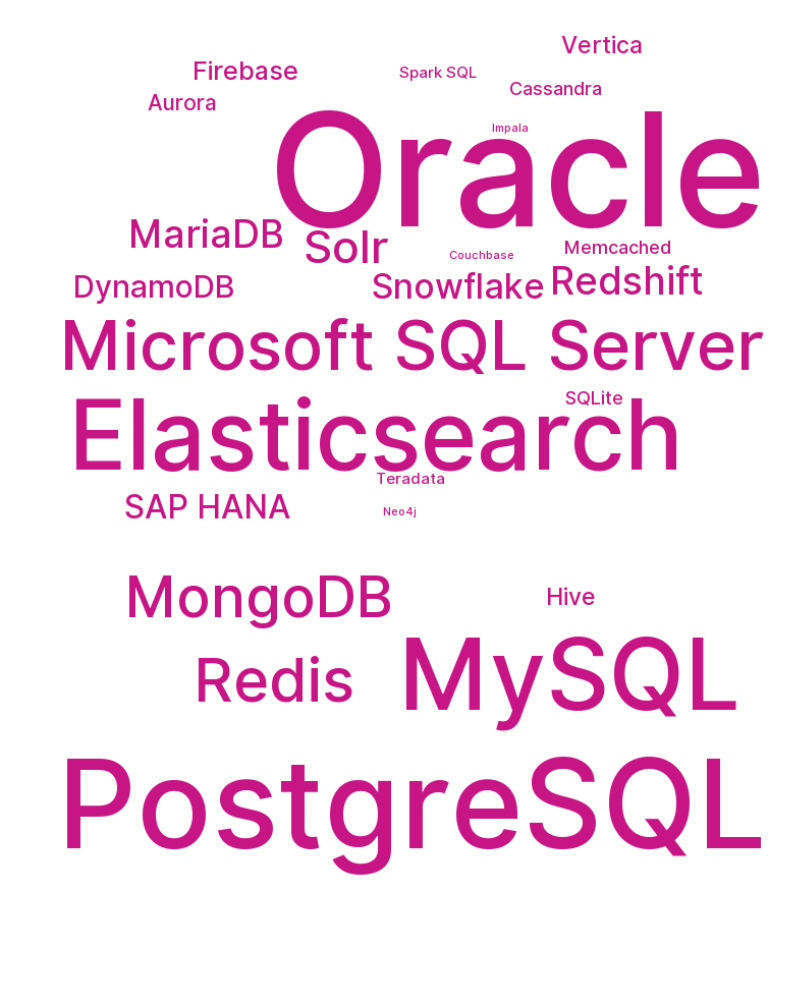 Vertica
Firebase
Spark SQL
Cassandra
Aurora
Impala
Oracle
MariaDB
Solr
Memcached
Couchbase
DynamoDB
Snowflake
Redshift
Microsoft SQL Server
SQLite
Elasticsearch
Teradata
SAP HANA
Neo4j
MongoDB
Hive
Redis
MySQL
PostgreSQL